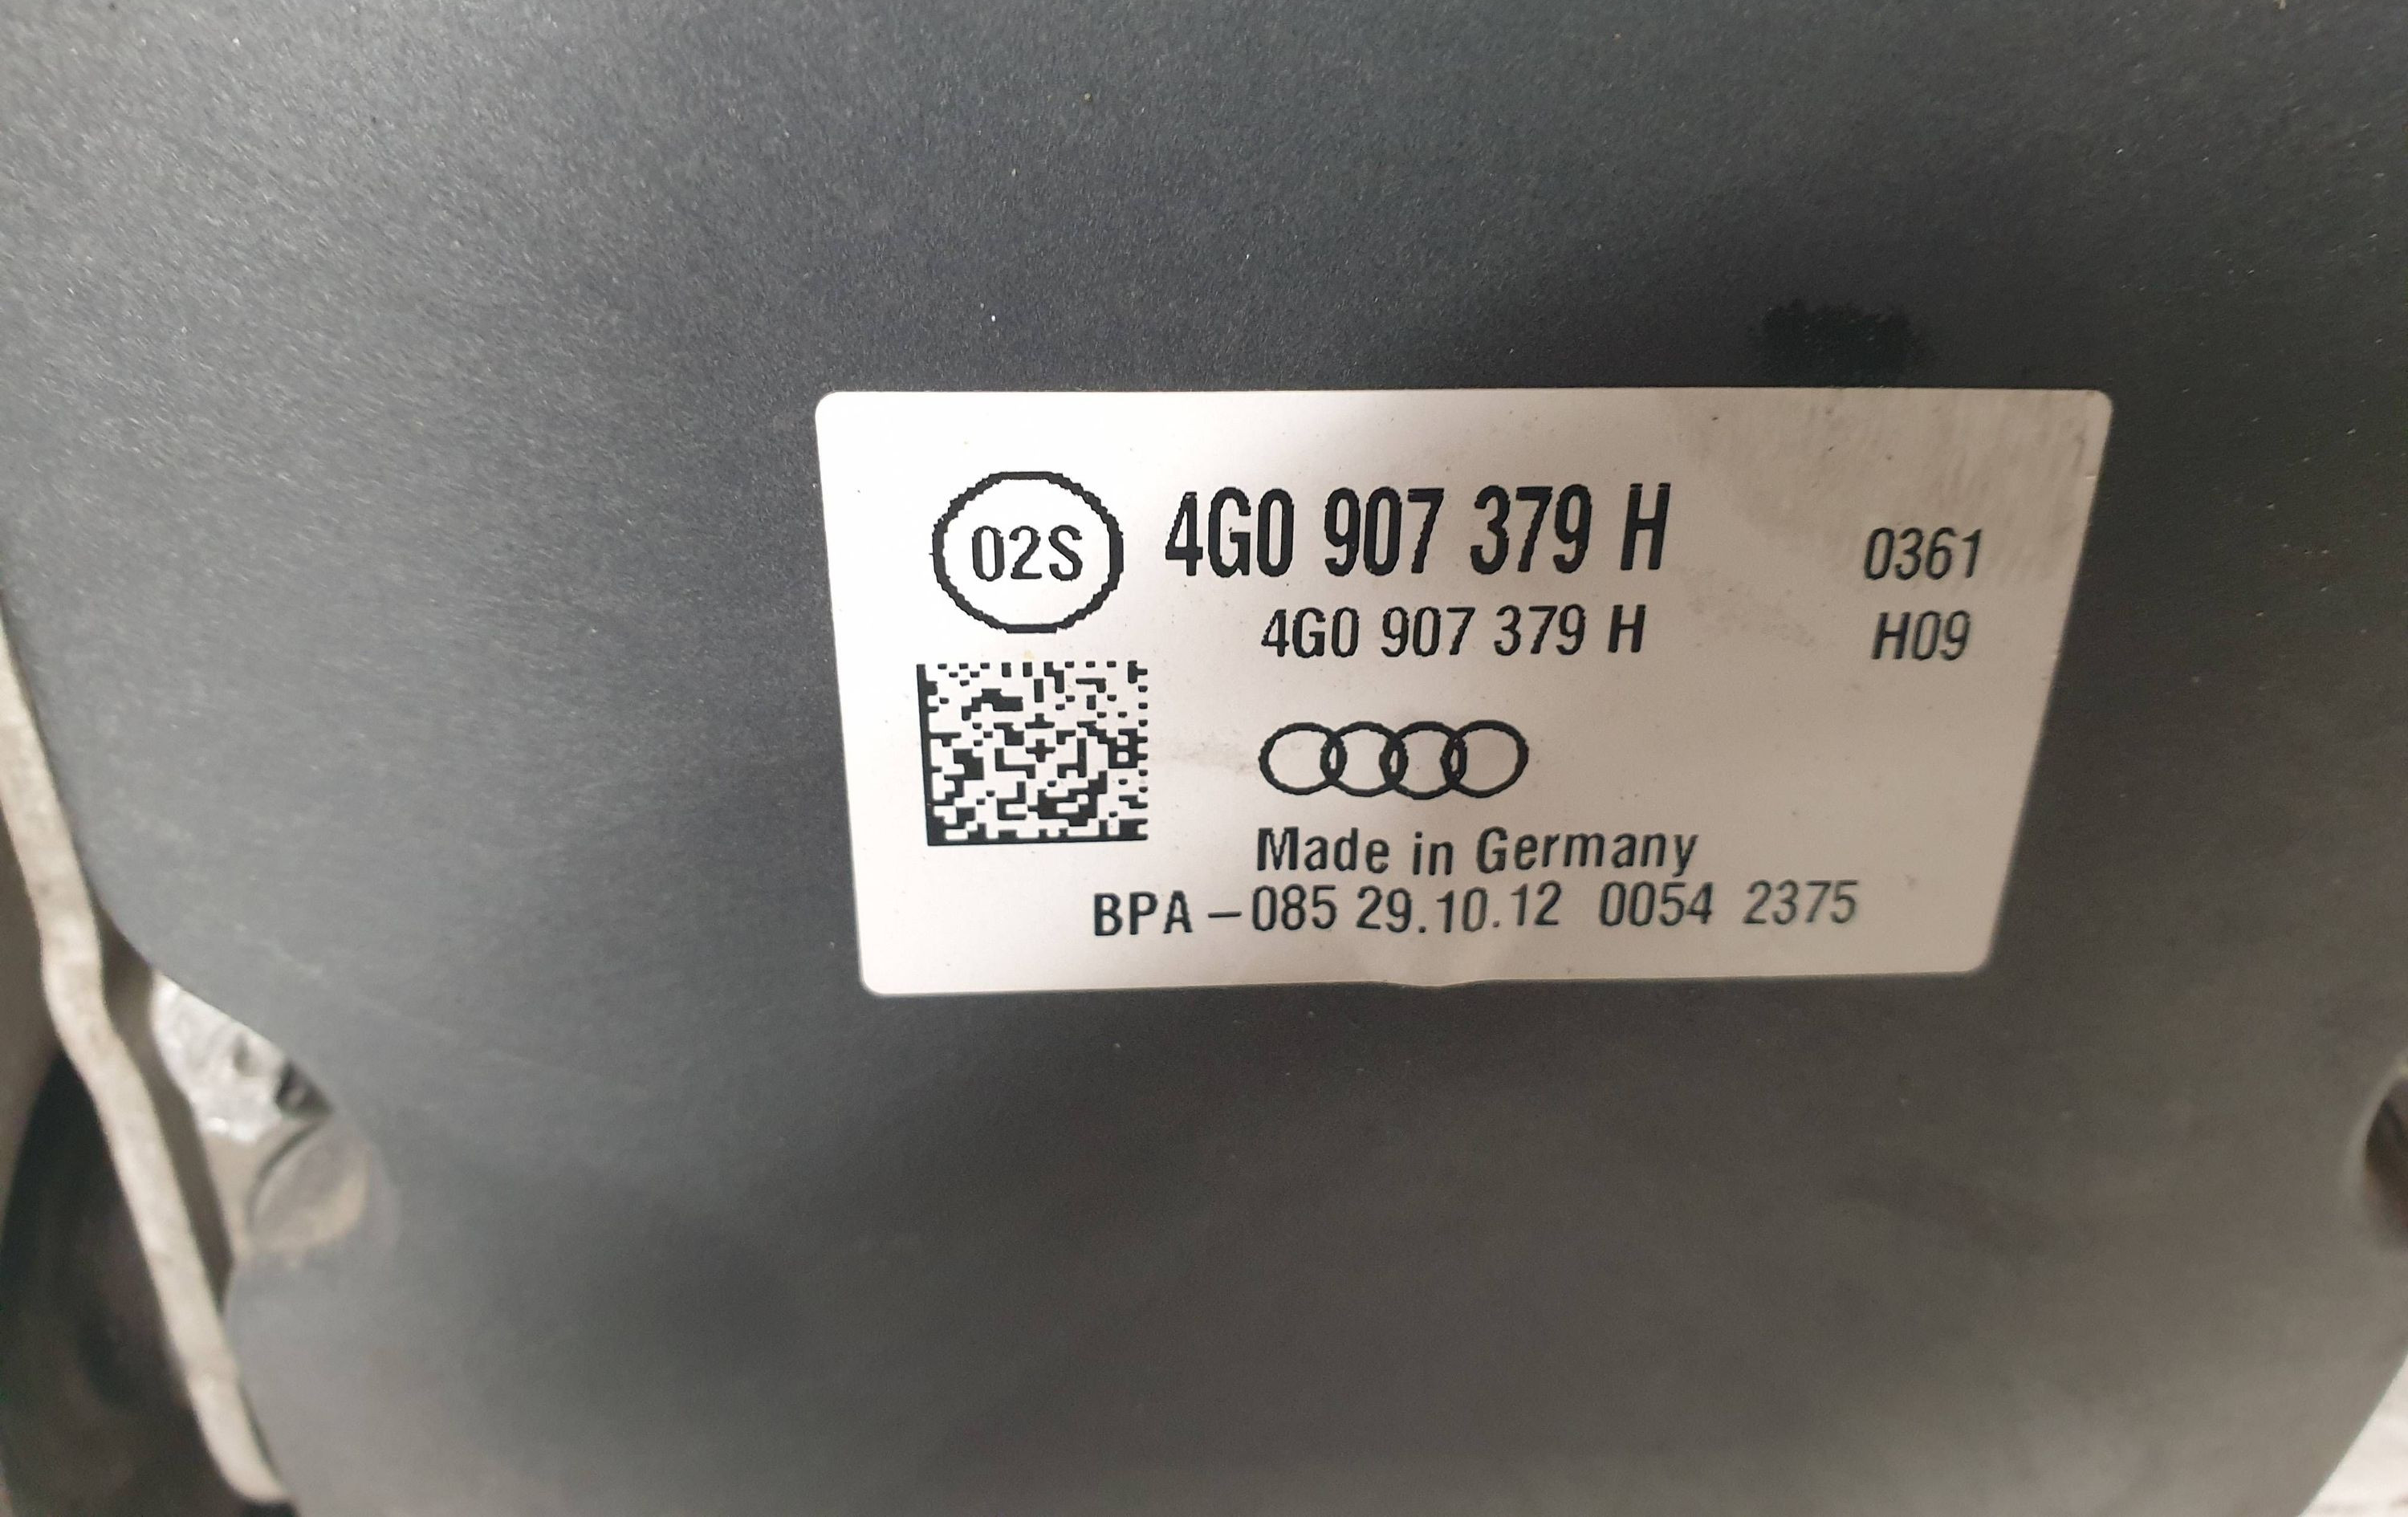 02S 4G0 907 379 H 0361
4G0 907 379 H H09
Made in Germany
BPA-085 29.10.12 0054 2375